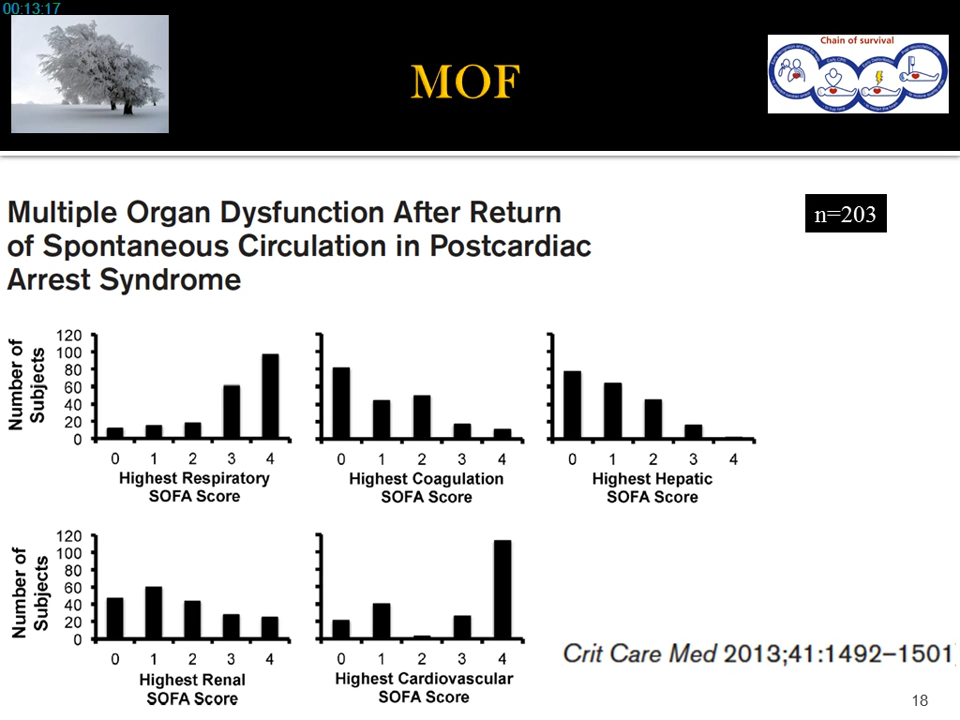 00:13:17
MOF
Chain of survival
n=203
Multiple Organ Dysfunction After Return
of Spontaneous Circulation in Postcardiac
Arrest Syndrome
Number of
Subjects
120
100
80
60
40
20
0
0 1 2 3 4
Highest Respiratory
SOFA Score
0 1 2 3 4
Highest Coagulation
SOFA Score
0 1 2 3 4
Highest Hepatic
SOFA Score
Number of
Subjects
120
100
80
60
40
20
0
0 1 2 3 4
Highest Renal
SOFA Score
0 1 2 3 4
Highest Cardiovascular
SOFA Score
Crit Care Med 2013;41:1492–1501
18